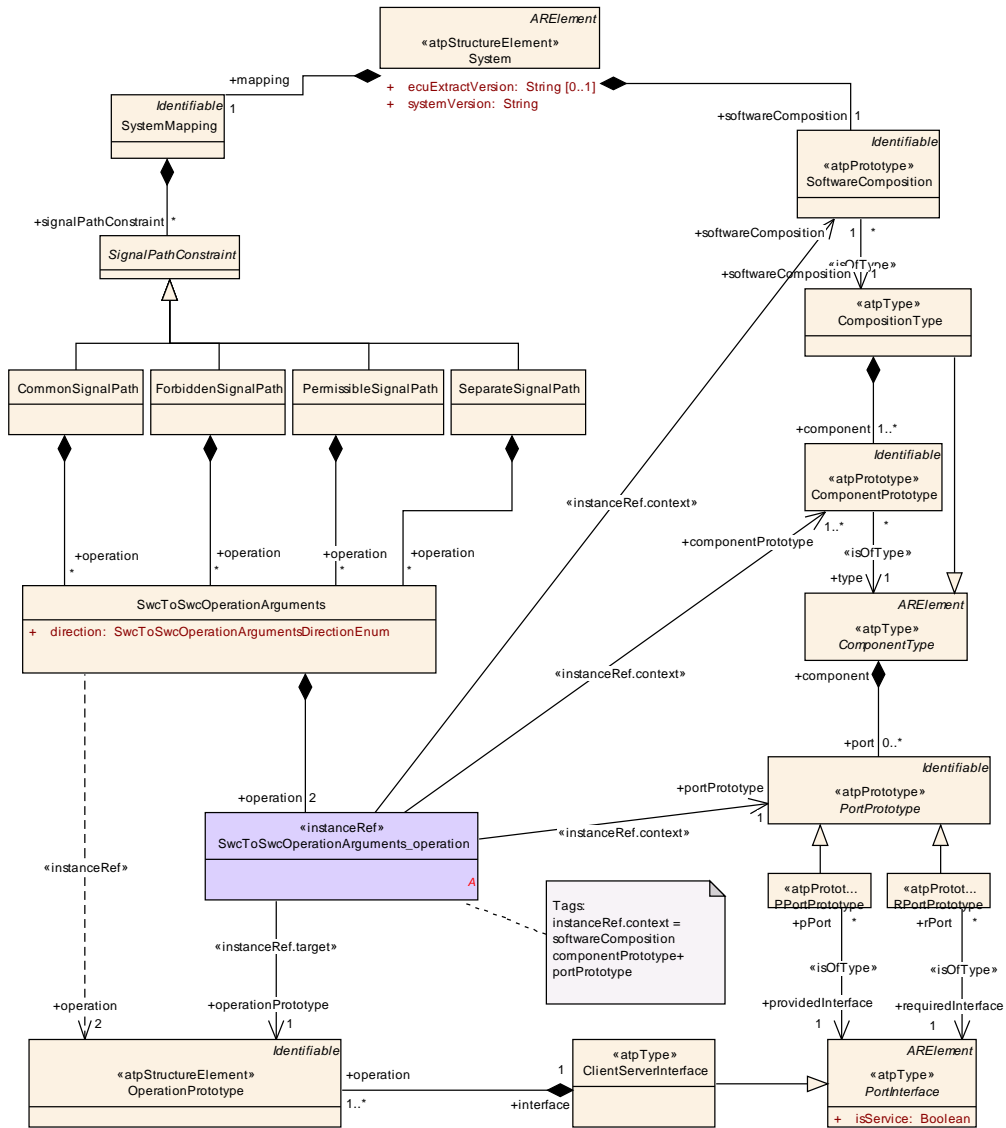 ARElement
«atpStructureElement»
System
+ ecuExtractVersion: String [0..1]
+ systemVersion: String
+mapping
1
Identifiable
SystemMapping
+softwareComposition 1
Identifiable
«atpPrototype»
SoftwareComposition
+signalPathConstraint *
SignalPathConstraint
+softwareComposition
1 *
«isOfType»
+softwareComposition 1
«atpType»
CompositionType
CommonSignalPath
ForbiddenSignalPath
PermissibleSignalPath
SeparateSignalPath
+component 1..*
Identifiable
«atpPrototype»
ComponentPrototype
«instanceRef.context»
+componentPrototype
1..* *
«isOfType»
+type 1
+operation
*
+operation
*
+operation
*
+operation
*
SwcToSwcOperationArguments
+ direction: SwcToSwcOperationArgumentsDirectionEnum
ARElement
«atpType»
ComponentType
+component
«instanceRef.context»
+port 0..*
Identifiable
«atpPrototype»
PortPrototype
+operation 2
+portPrototype
1
«instanceRef.context»
«instanceRef»
SwcToSwcOperationArguments_operation
A
«instanceRef»
Tags:
instanceRef.context =
softwareComposition
componentPrototype+
portPrototype
«atpProtot...
PPortPrototype
«atpProtot...
RPortPrototype
+pPort *
+rPort *
«instanceRef.target»
«isOfType»
«isOfType»
+operation
2
+operationPrototype
1
+providedInterface
1
+requiredInterface
1
Identifiable
«atpStructureElement»
OperationPrototype
+operation
1..*
1
+interface
«atpType»
ClientServerInterface
ARElement
«atpType»
PortInterface
+ isService: Boolean